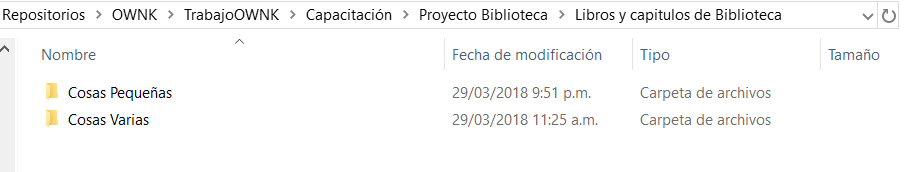 Repositorios > OWNK > TrabajoOWNK > Capacitación > Proyecto Biblioteca > Libros y capitulos de Biblioteca
Nombre Fecha de modificación Tipo Tamaño
Cosas Pequeñas 29/03/2018 9:51 p.m. Carpeta de archivos
Cosas Varias 29/03/2018 11:25 a.m. Carpeta de archivos